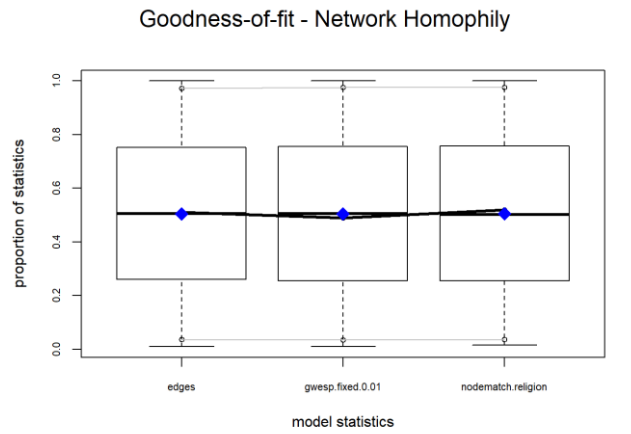 Goodness-of-fit - Network Homophily
proportion of statistics
1.0
0.8
0.6
0.4
0.2
0.0
edges gwesp.fixed.0.01 nodematch.religion
model statistics